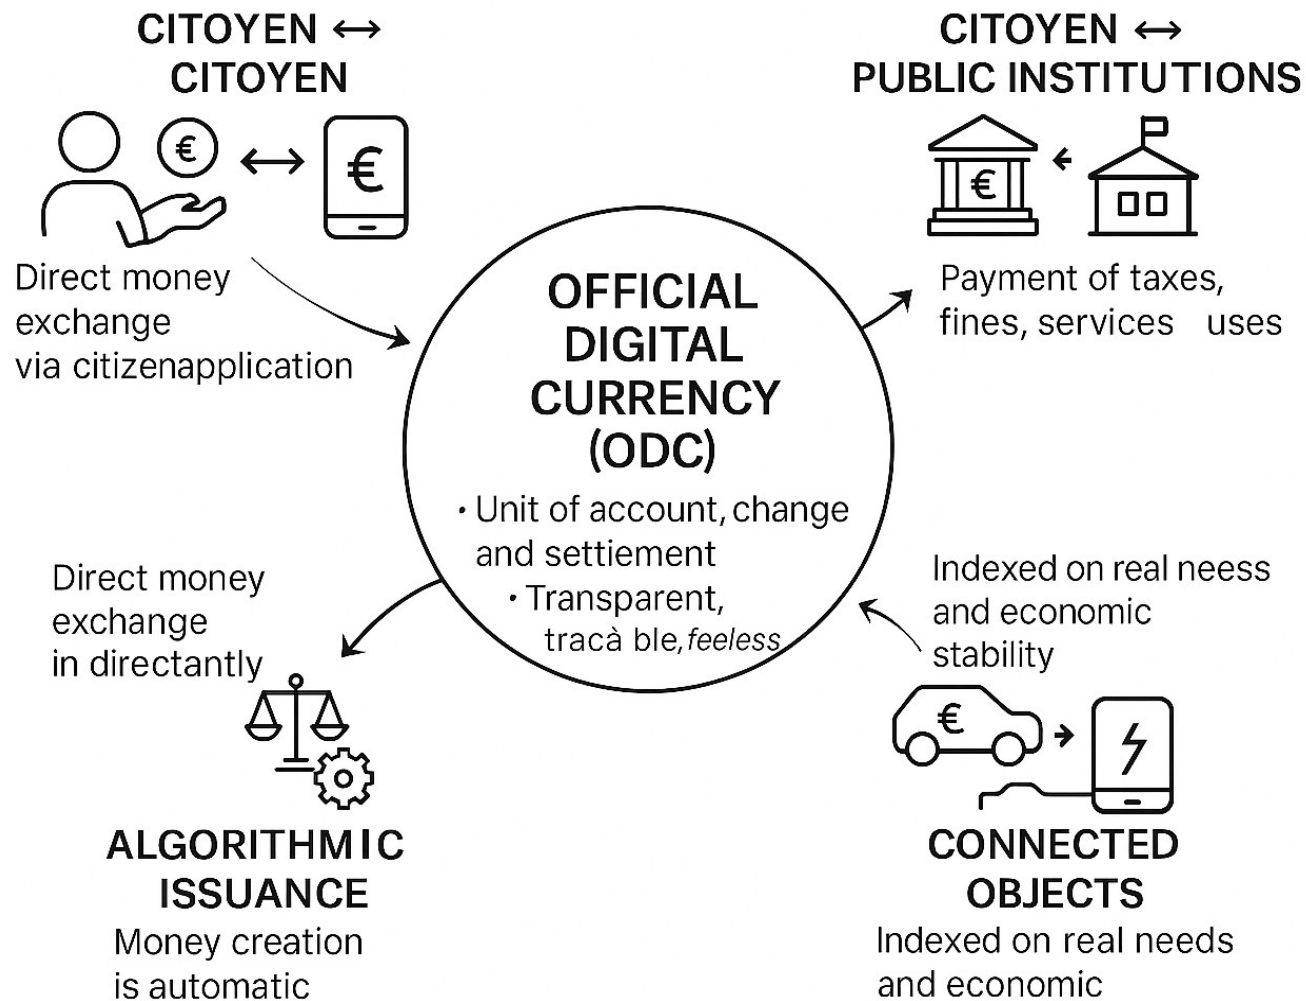 CITOYEN ↔
CITOYEN
€
€
Direct money
exchange
via citizenapplication
CITOYEN ↔
PUBLIC INSTITUTIONS
€
Payment of taxes,
fines, services uses
OFFICIAL
DIGITAL
CURRENCY
(ODC)
• Unit of account, change
and settiement
• Transparent,
tracà ble, feeless
Direct money
exchange
in directantly
ALGORITHMIC
ISSUANCE
Money creation
is automatic
Indexed on real neess
and economic
stability
€
CONNECTED
OBJECTS
Indexed on real needs
and economic